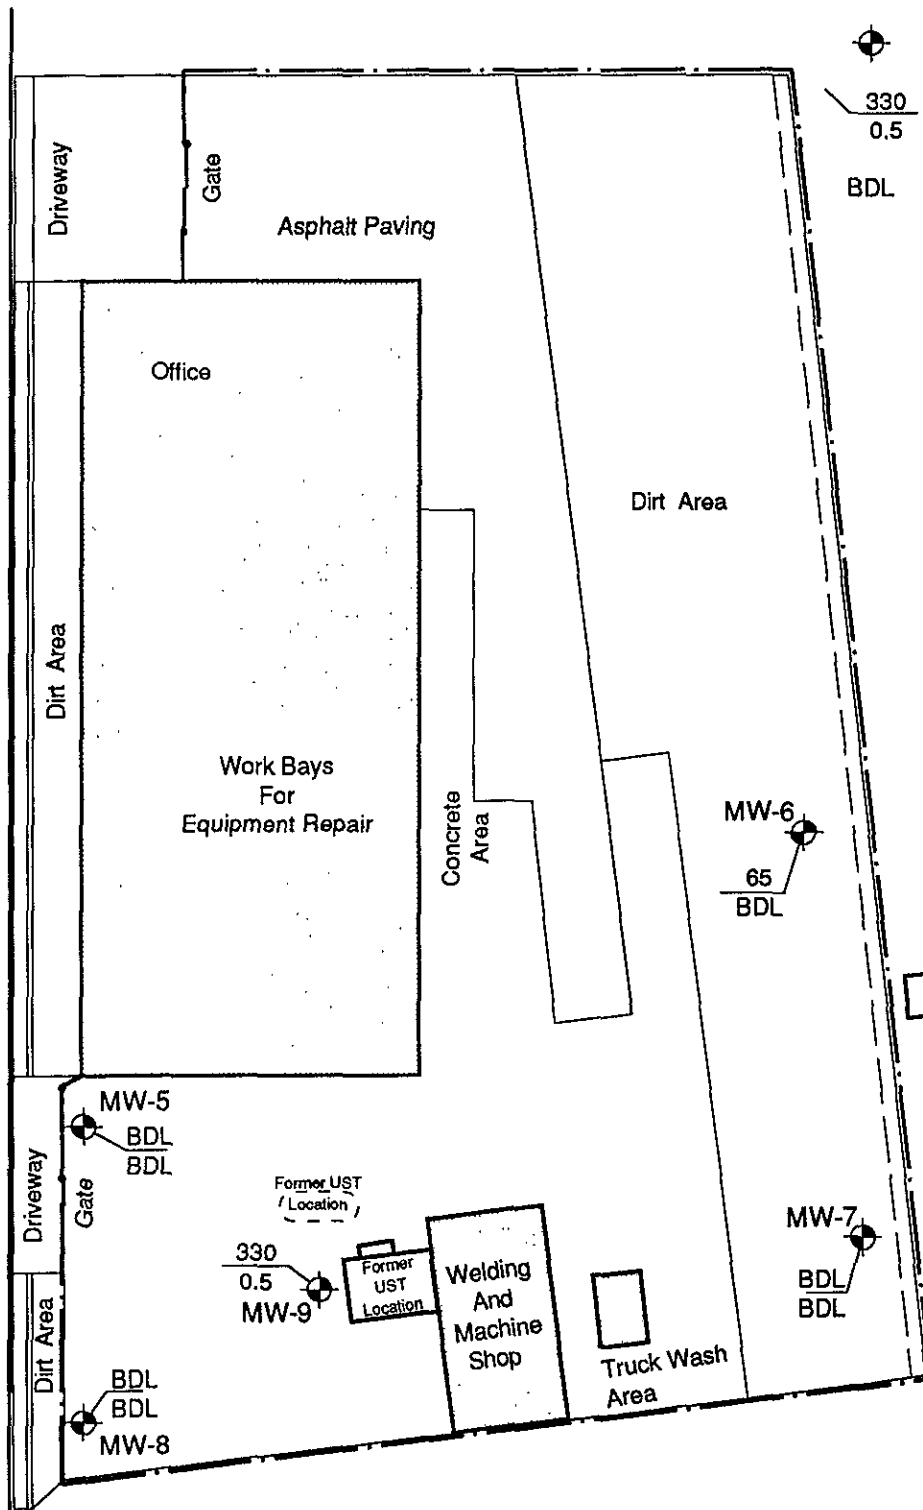 330
0.5
BDL
Driveway
Gate
Asphalt Paving
Office
Dirt Area
Dirt Area
Work Bays
For
Equipment Repair
Concrete
Area
MW-6
65
BDL
MW-5
BDL
BDL
Driveway
Gate
Former UST
Location
MW-7
BDL
BDL
330
0.5
MW-9
Former
UST
Location
Welding
And
Machine
Shop
Truck Wash
Area
Dirt Area
BDL
BDL
MW-8